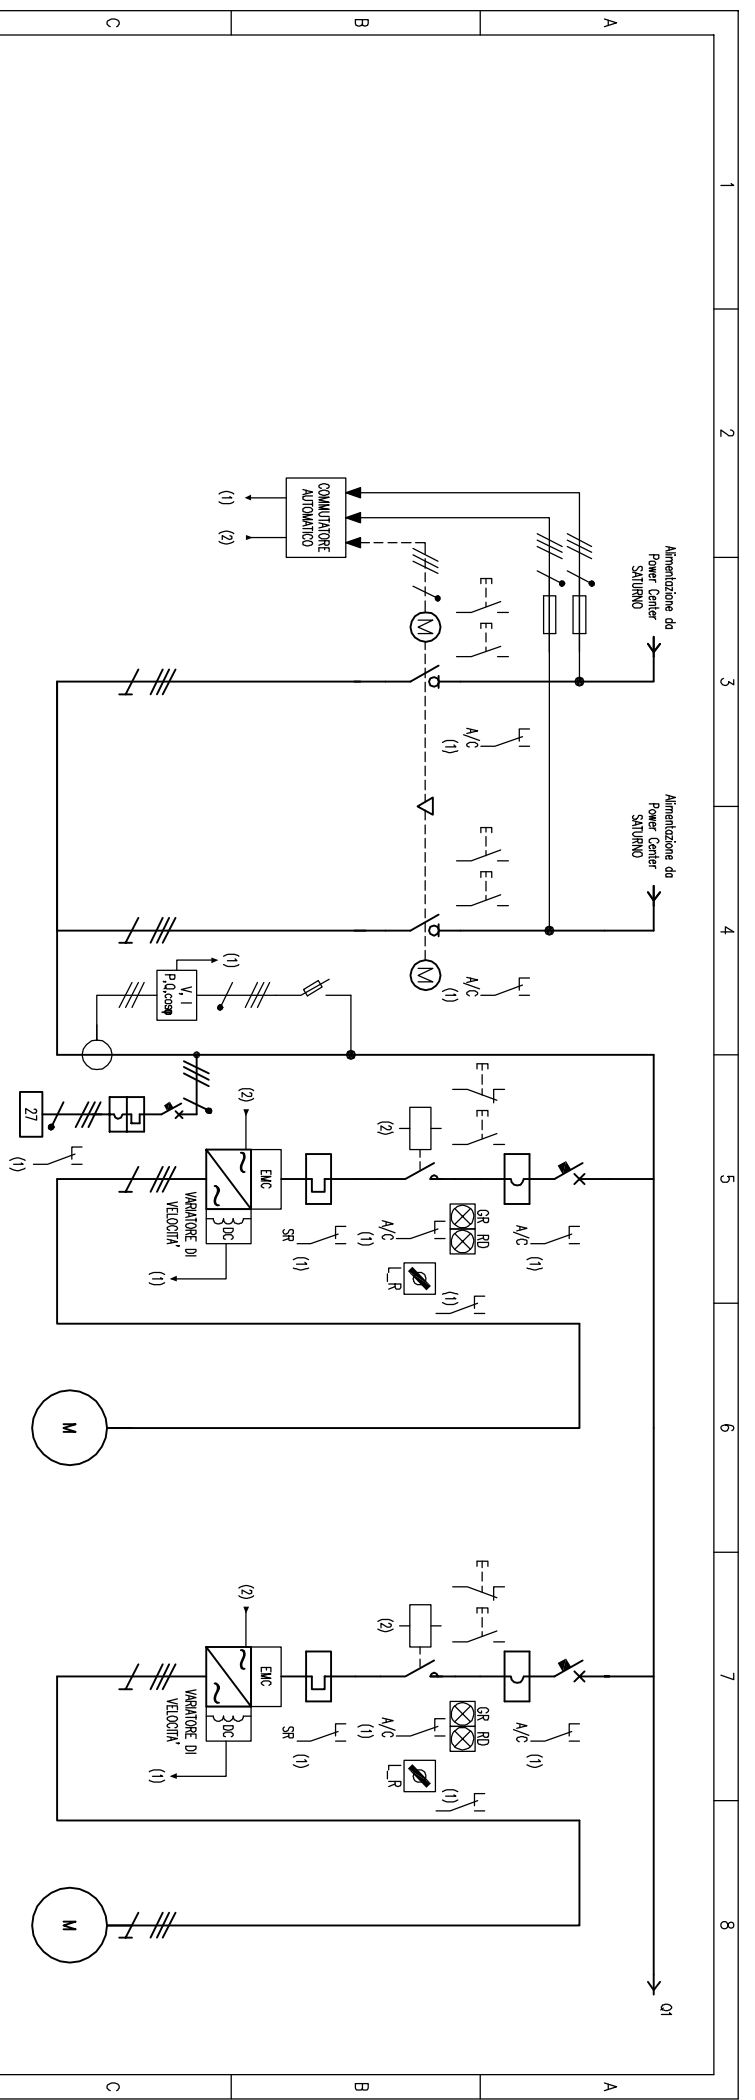 1
2
3
4
5
6
7
8
A
B
C
A
B
C
Alimentazione da
Power Center
SATURNO
Alimentazione da
Power Center
SATURNO
COMMUTATORE
AUTOMATICO
(1)
(2)
E
E
M
A/C
(1)
E
E
M
A/C
(1)
V, I
P,Q,cosφ
(1)
27
(1)
E
E
(2)
A/C
(1)
GR RD
A/C
(1)
L_R
(1)
SR
(1)
EMC
DC
(2)
VARIATORE DI
VELOCITA'
(1)
M
E
E
(2)
A/C
(1)
GR RD
A/C
(1)
L_R
(1)
SR
(1)
EMC
DC
(2)
VARIATORE DI
VELOCITA'
(1)
M
Q1